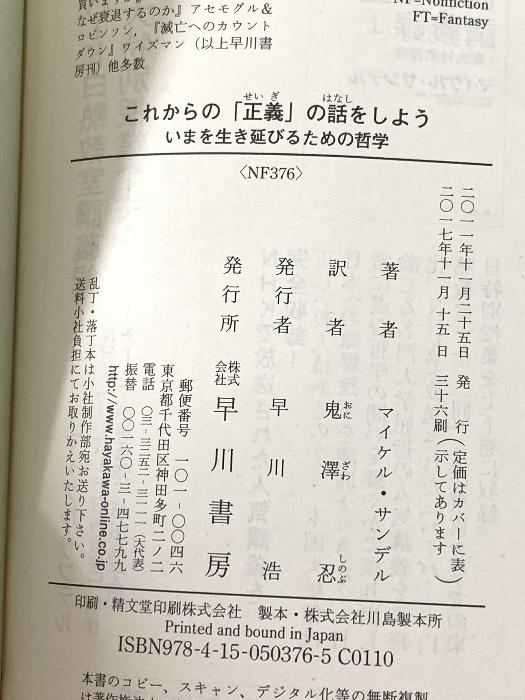 買いますか
なぜ衰退するのか』アセモグル&
ロビンソン，『滅亡へのカウント
ダウン』ワイズマン（以上早川書
房刊）他多数
NF=Nonfiction
FT=Fantasy
これからの「正義」の話をしよう
いまを生き延びるための哲学
〈NF376〉
二〇一一年十一月二十五日　発行
二〇一七年十一月十五日　三十六刷
（定価はカバーに表示してあります）
著者　マイケル・サンデル
訳者　鬼澤忍
発行者　早川浩
発行所　株式会社早川書房
郵便番号　一〇一-〇〇四六
東京都千代田区神田多町二ノ二
電話　〇三-三二五二-三一一一（大代表）
振替　〇〇一六〇-三-四七七九九
http://www.hayakawa-online.co.jp
乱丁・落丁本は小社制作部宛お送り下さい。
送料小社負担にてお取りかえいたします。
印刷・精文堂印刷株式会社　製本・株式会社川島製本所
Printed and bound in Japan
ISBN978-4-15-050376-5 C0110
本書のコピー、スキャン、デジタル化等の無断複製